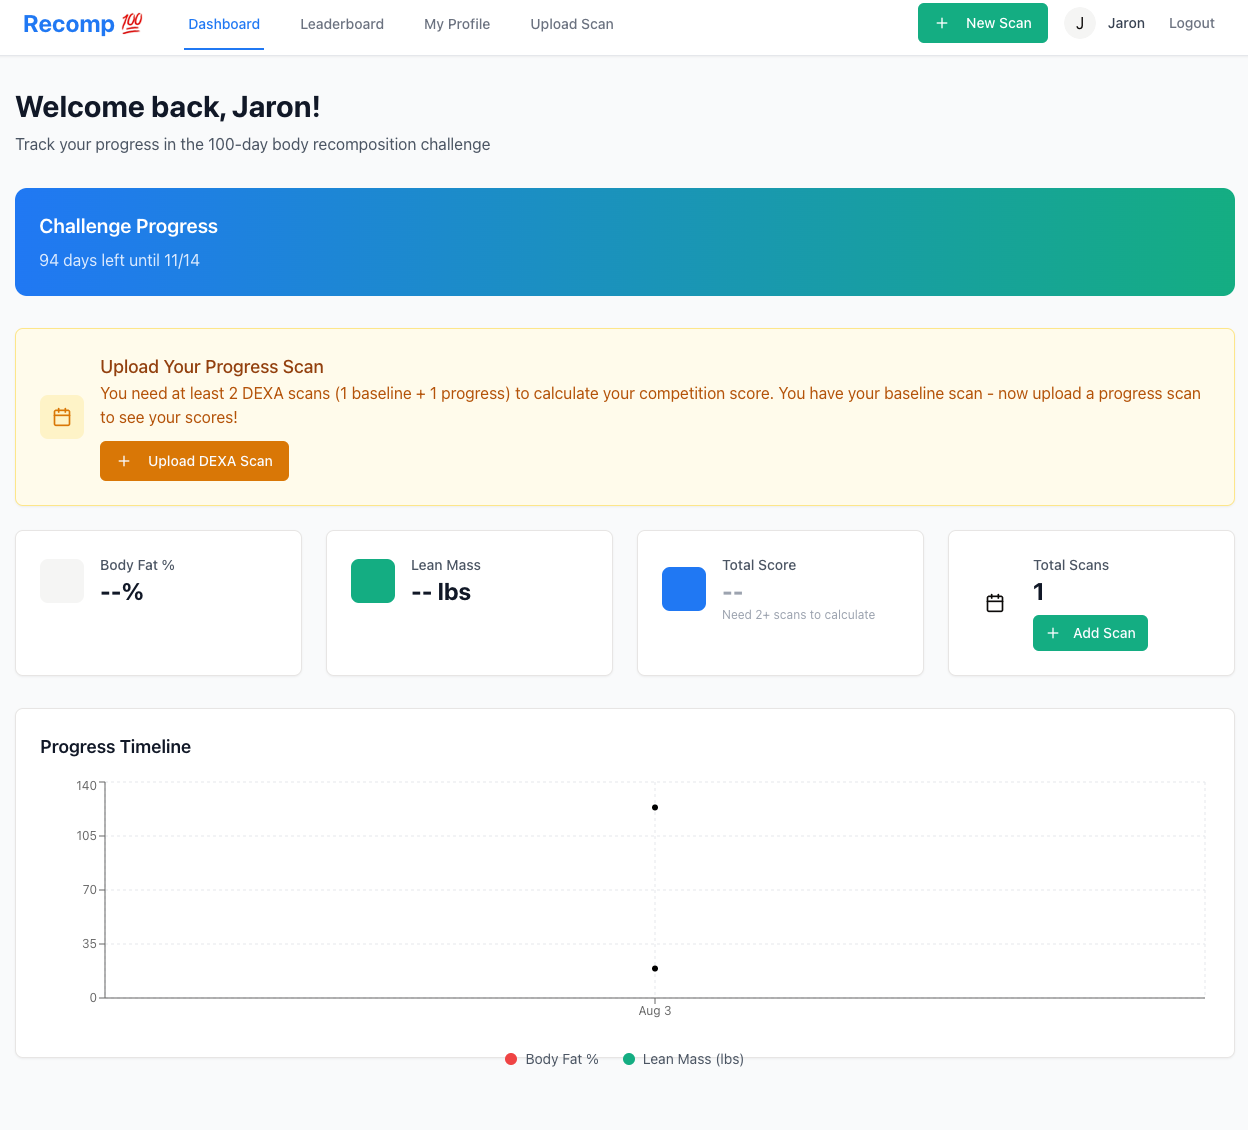 Recomp 💯
Dashboard
Leaderboard
My Profile
Upload Scan
+ New Scan
J
Jaron
Logout
Welcome back, Jaron!
Track your progress in the 100-day body recomposition challenge
Challenge Progress
94 days left until 11/14
Upload Your Progress Scan
You need at least 2 DEXA scans (1 baseline + 1 progress) to calculate your competition score. You have your baseline scan - now upload a progress scan
to see your scores!
+ Upload DEXA Scan
Body Fat %
--%
Lean Mass
-- lbs
Total Score
--
Need 2+ scans to calculate
Total Scans
1
+ Add Scan
Progress Timeline
140
105
70
35
0
Aug 3
Body Fat %
Lean Mass (lbs)